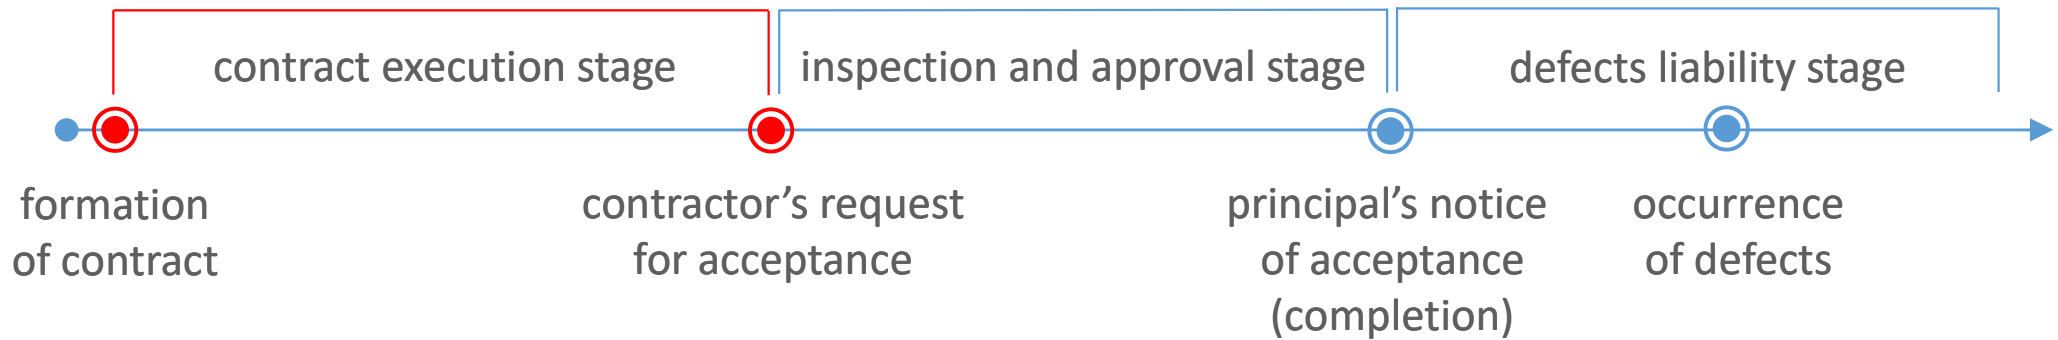 contract execution stage
inspection and approval stage
defects liability stage
formation
of contract
contractor’s request
for acceptance
principal’s notice
of acceptance
(completion)
occurrence
of defects